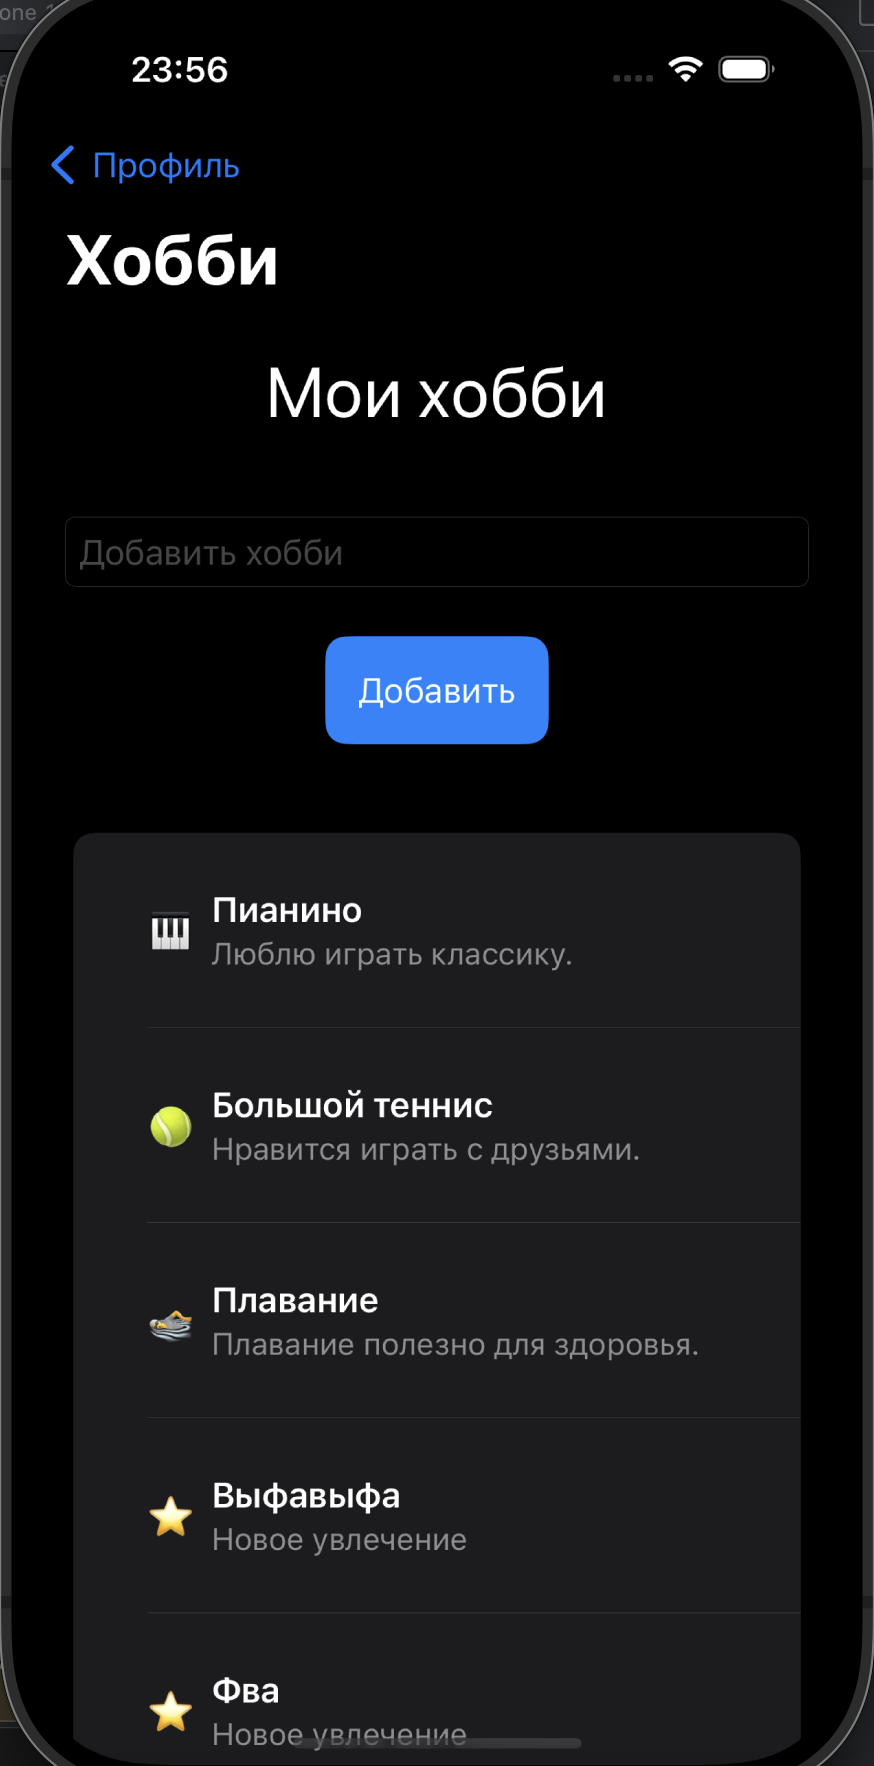 one 1
23:56
Профиль
Хобби
Мои хобби
Добавить хобби
Добавить
Пианино
Люблю играть классику.
Большой теннис
Нравится играть с друзьями.
Плавание
Плавание полезно для здоровья.
Выфавыфа
Новое увлечение
Фва
Новое увлечение